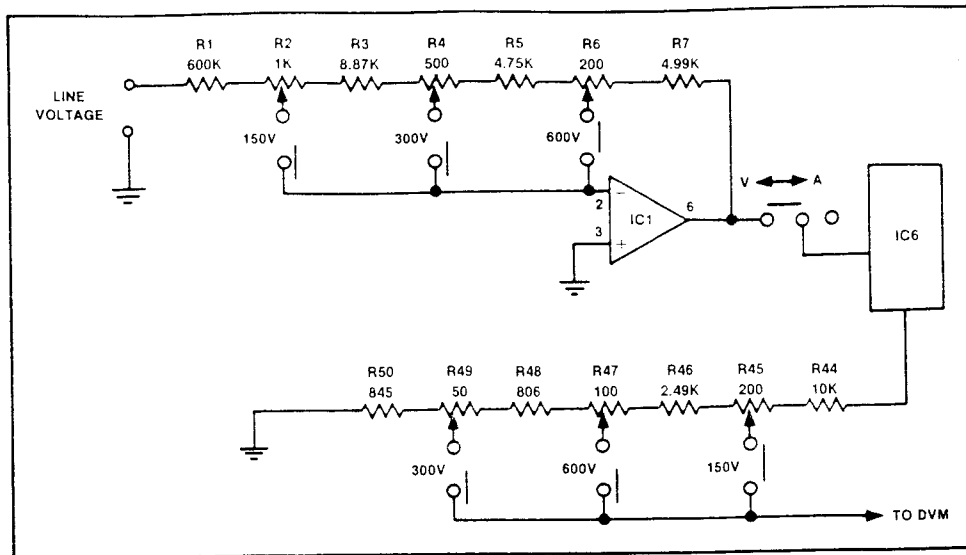 R1 R2 R3 R4 R5 R6 R7
600K 1K 8.87K 500 4.75K 200 4.99K
LINE
VOLTAGE
150V 300V 600V
V A
2 −
6
IC1
3 +
IC6
R50 R49 R48 R47 R46 R45 R44
845 50 806 100 2.49K 200 10K
300V 600V 150V
TO DVM